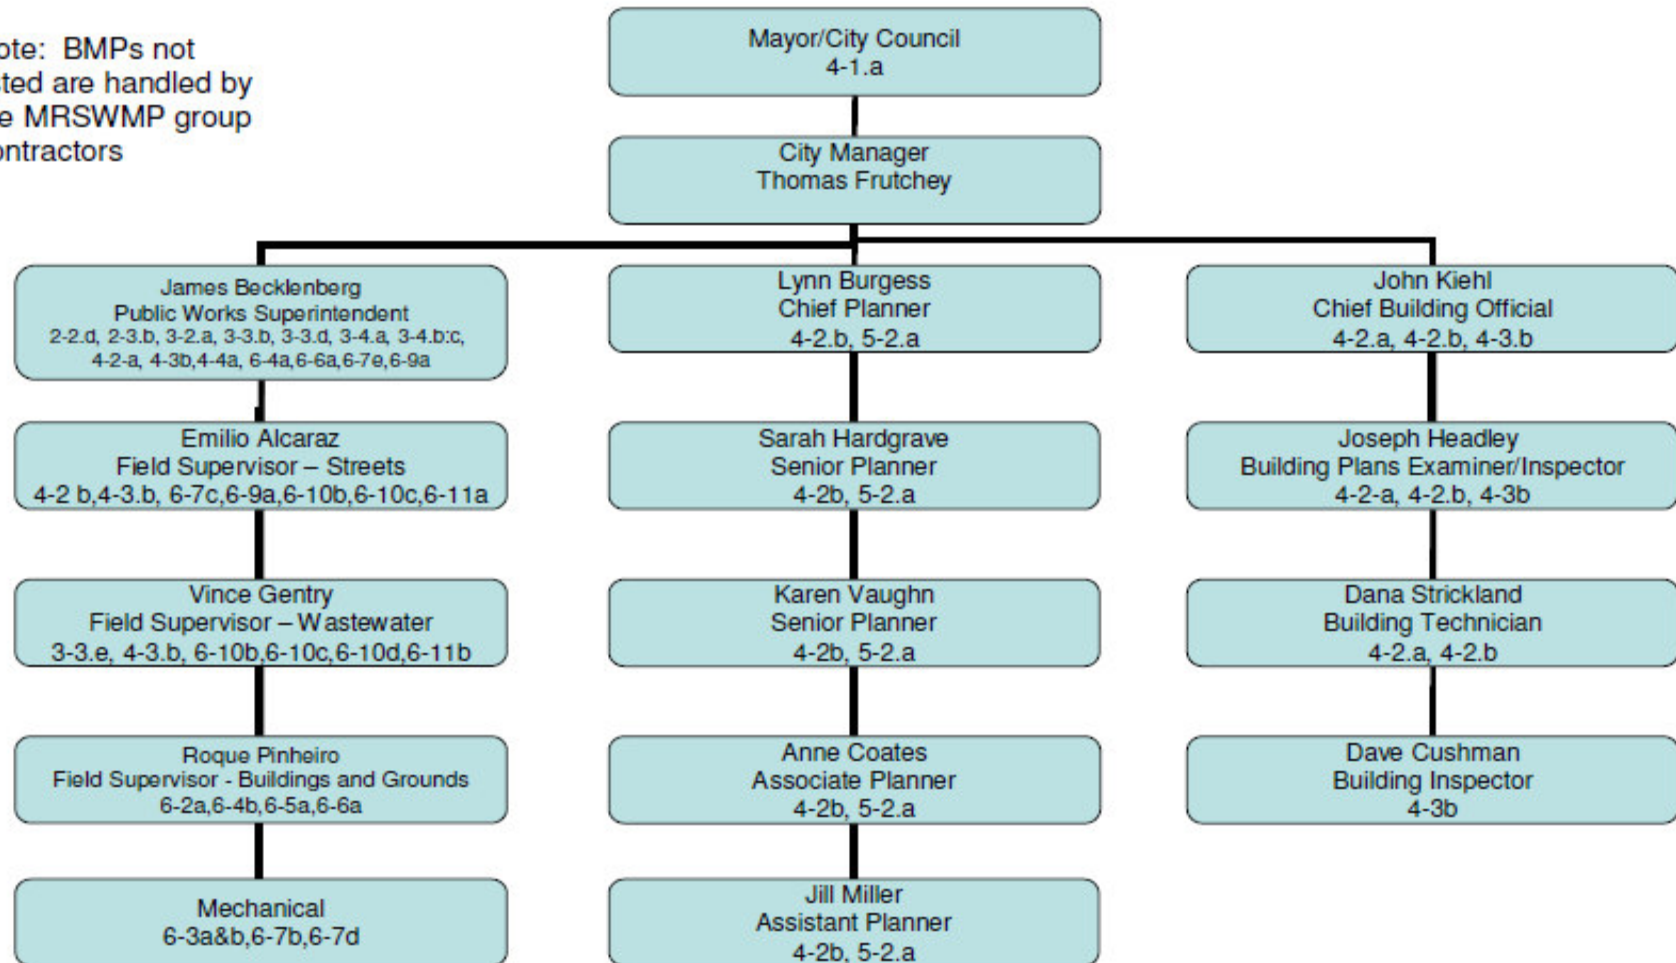 ote: BMPs not
sted are handled by
e MRSWMP group
ontractors
Mayor/City Council
4-1.a
City Manager
Thomas Frutchey
James Becklenberg
Public Works Superintendent
2-2.d, 2-3.b, 3-2.a, 3-3.b, 3-3.d, 3-4.a, 3-4.b:c,
4-2-a, 4-3b,4-4a, 6-4a,6-6a,6-7e,6-9a
Lynn Burgess
Chief Planner
4-2.b, 5-2.a
John Kiehl
Chief Building Official
4-2.a, 4-2.b, 4-3.b
Emilio Alcaraz
Field Supervisor – Streets
4-2 b,4-3.b, 6-7c,6-9a,6-10b,6-10c,6-11a
Sarah Hardgrave
Senior Planner
4-2b, 5-2.a
Joseph Headley
Building Plans Examiner/Inspector
4-2-a, 4-2.b, 4-3b
Vince Gentry
Field Supervisor – Wastewater
3-3.e, 4-3.b, 6-10b,6-10c,6-10d,6-11b
Karen Vaughn
Senior Planner
4-2b, 5-2.a
Dana Strickland
Building Technician
4-2.a, 4-2.b
Roque Pinheiro
Field Supervisor - Buildings and Grounds
6-2a,6-4b,6-5a,6-6a
Anne Coates
Associate Planner
4-2b, 5-2.a
Dave Cushman
Building Inspector
4-3b
Mechanical
6-3a&b,6-7b,6-7d
Jill Miller
Assistant Planner
4-2b, 5-2.a